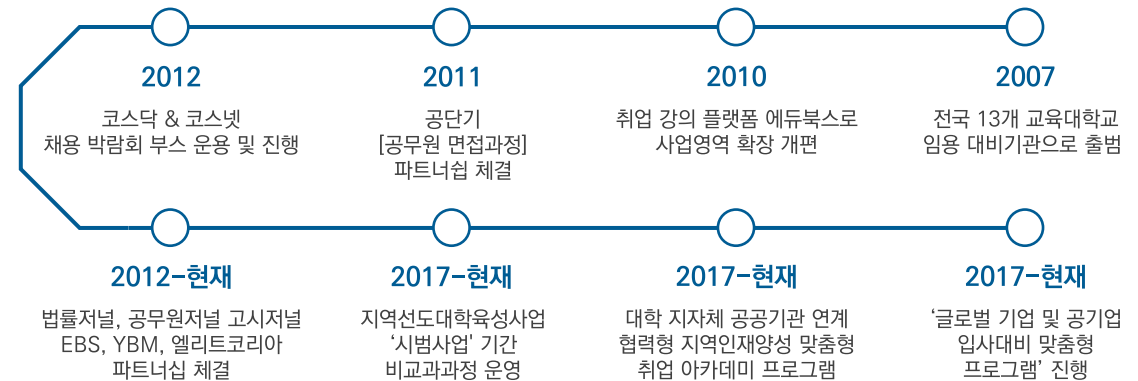 2012
코스닥 & 코스넷
채용 박람회 부스 운용 및 진행
2011
공단기
[공무원 면접과정]
파트너쉽 체결
2010
취업 강의 플랫폼 에듀북스로
사업영역 확장 개편
2007
전국 13개 교육대학교
임용 대비기관으로 출범
2012-현재
법률저널, 공무원저널 고시저널
EBS, YBM, 엘리트코리아
파트너십 체결
2017-현재
지역선도대학육성사업
‘시범사업' 기간
비교과과정 운영
2017-현재
대학 지자체 공공기관 연계
협력형 지역인재양성 맞춤형
취업 아카데미 프로그램
2017-현재
‘글로벌 기업 및 공기업
입사대비 맞춤형
프로그램’ 진행